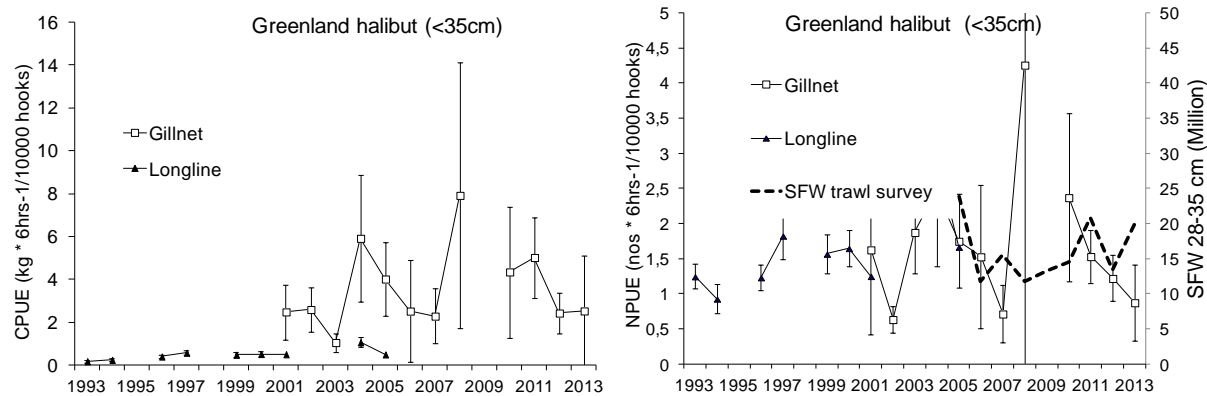 Greenland halibut (<35cm)
CPUE (kg * 6hrs-1/10000 hooks)
16
14
12
10
8
6
4
2
0
Gillnet
Longline
1993 1995 1997 1999 2001 2003 2005 2007 2009 2011 2013
Greenland halibut (<35cm)
NPUE (nos * 6hrs-1/10000 hooks)
5
4,5
4
3,5
3
2,5
2
1,5
1
0,5
0
Gillnet
Longline
SFW trawl survey
50
45
40
35
30
25
20
15
10
5
0
SFW 28-35 cm (Million)
1993 1995 1997 1999 2001 2003 2005 2007 2009 2011 2013